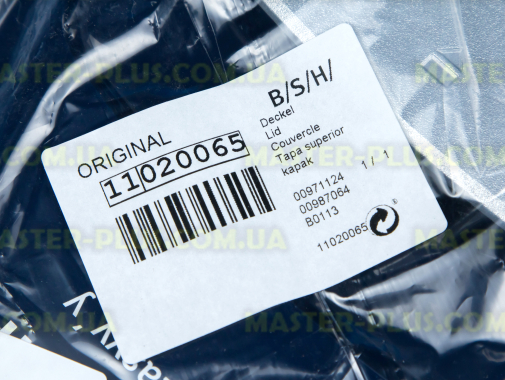 B/S/H/
ORIGINAL
11020065
Deckel
Lid
Couvercle
Tapa superior
kapak
1 / 1
00971124
00987064
B0113
11020065
MASTER-PLUS.COM.UA